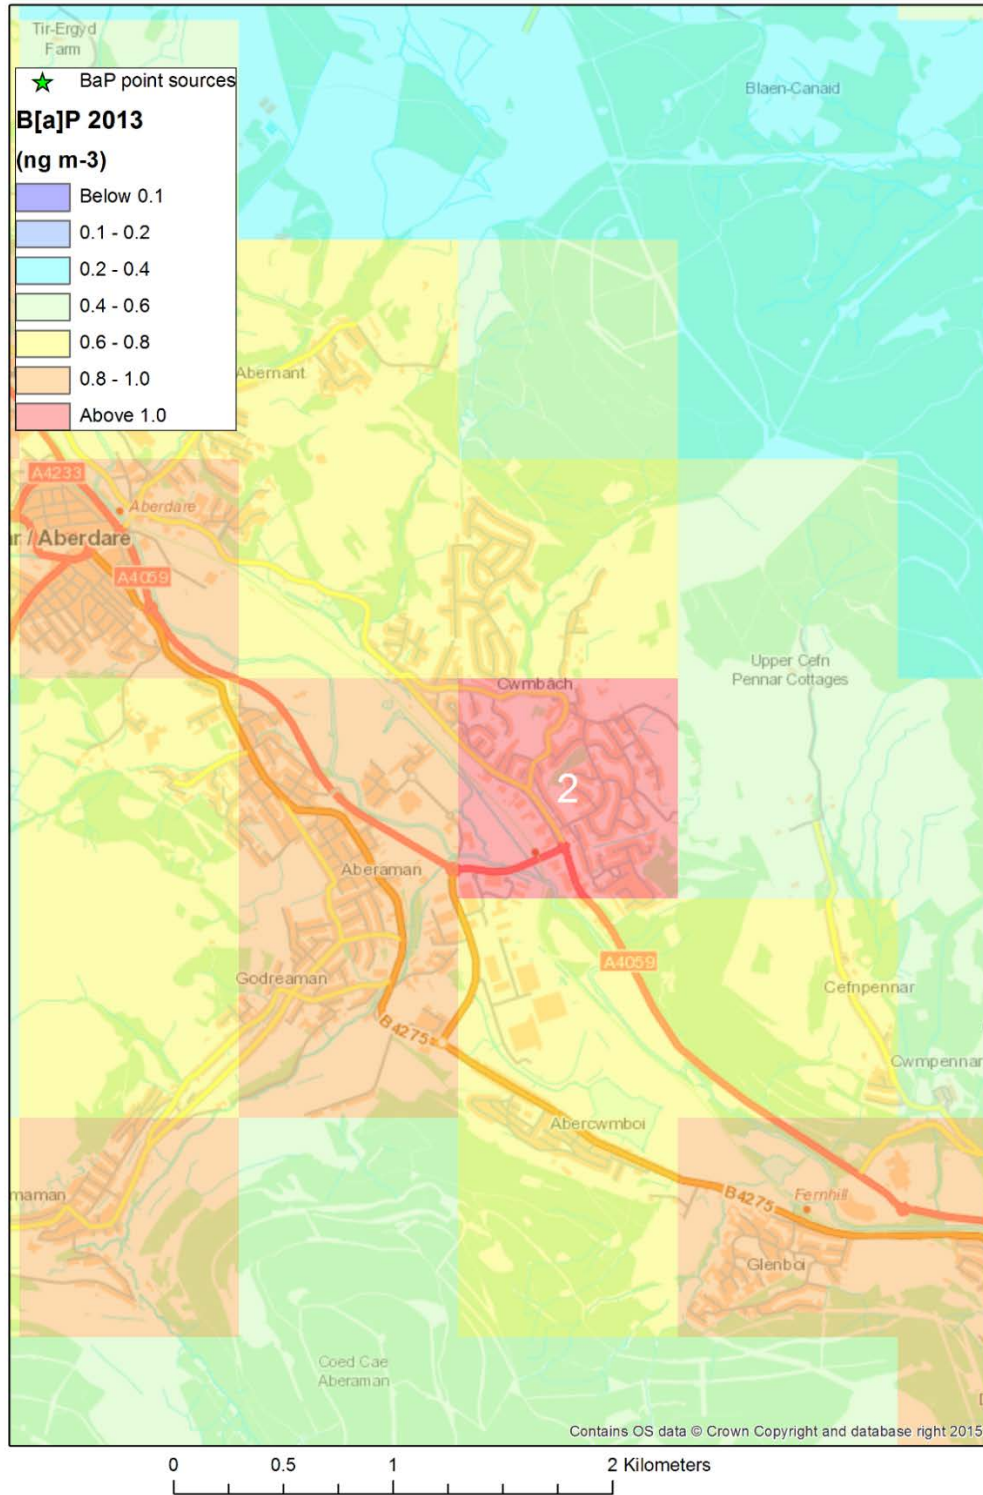 Tir-Ergyd
Farm
BaP point sources
B[a]P 2013
(ng m-3)
Below 0.1
0.1 - 0.2
0.2 - 0.4
0.4 - 0.6
0.6 - 0.8
0.8 - 1.0
Above 1.0
Blaen-Canaid
Abernant
A4233
Aberdare
ar / Aberdare
A4059
Upper Cefn
Pennar Cottages
Cwmbach
2
Aberaman
A4059
Godreaman
Cefnpennar
B4275
Cwmpennar
Abercwmboi
maman
B4275
Fernhill
Glenboi
Coed Cae
Aberaman
Contains OS data © Crown Copyright and database right 2015
0 0.5 1 2 Kilometers